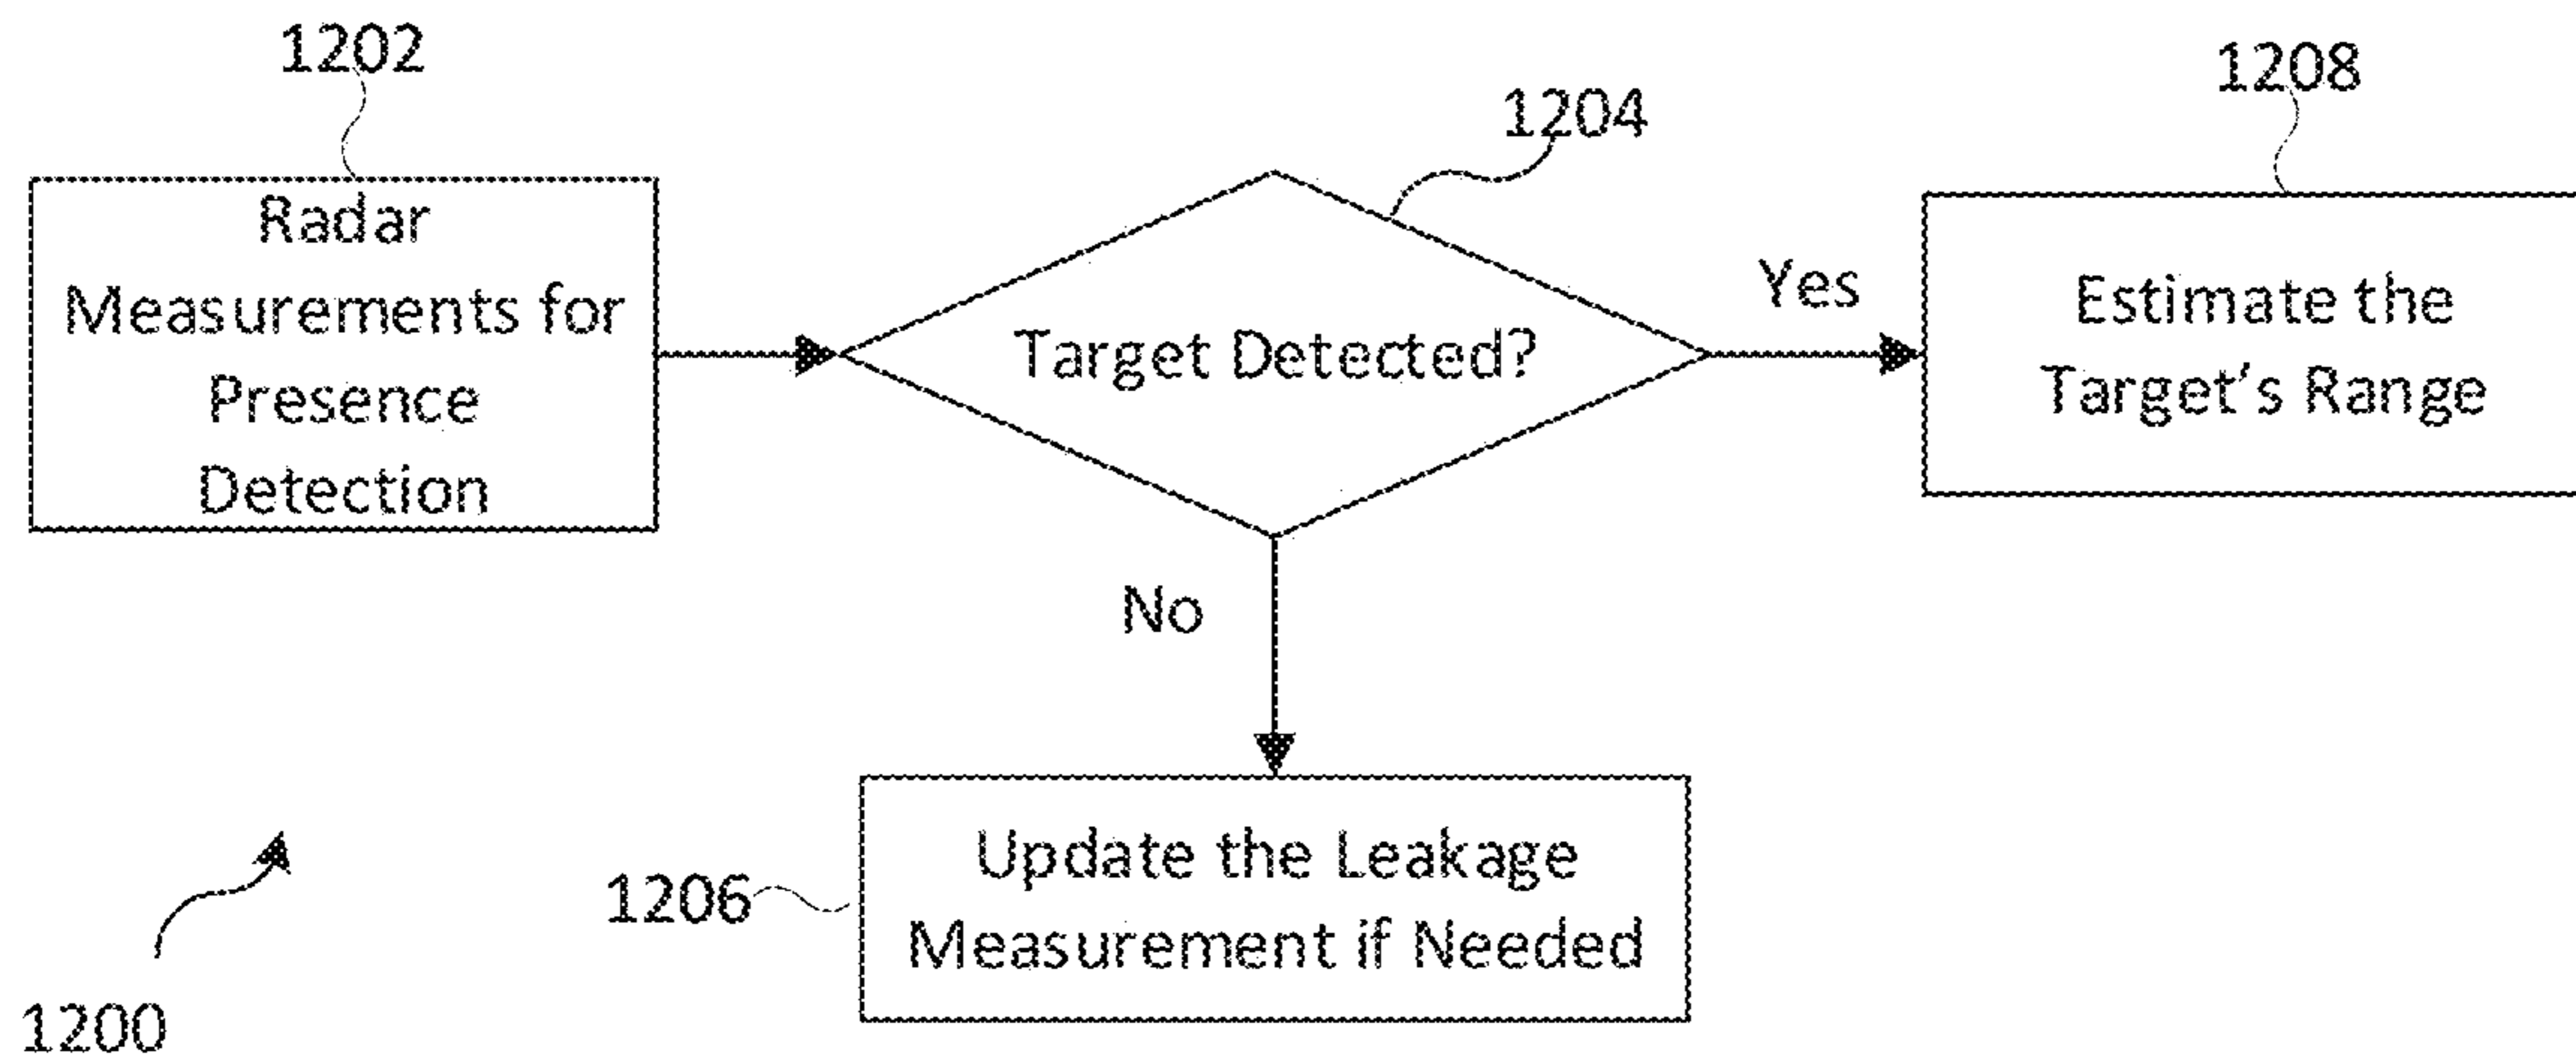 1202
Radar
Measurements for
Presence
Detection
1204
Target Detected?
Yes
1208
Estimate the
Target's Range
No
1206
Update the Leakage
Measurement if Needed
1200